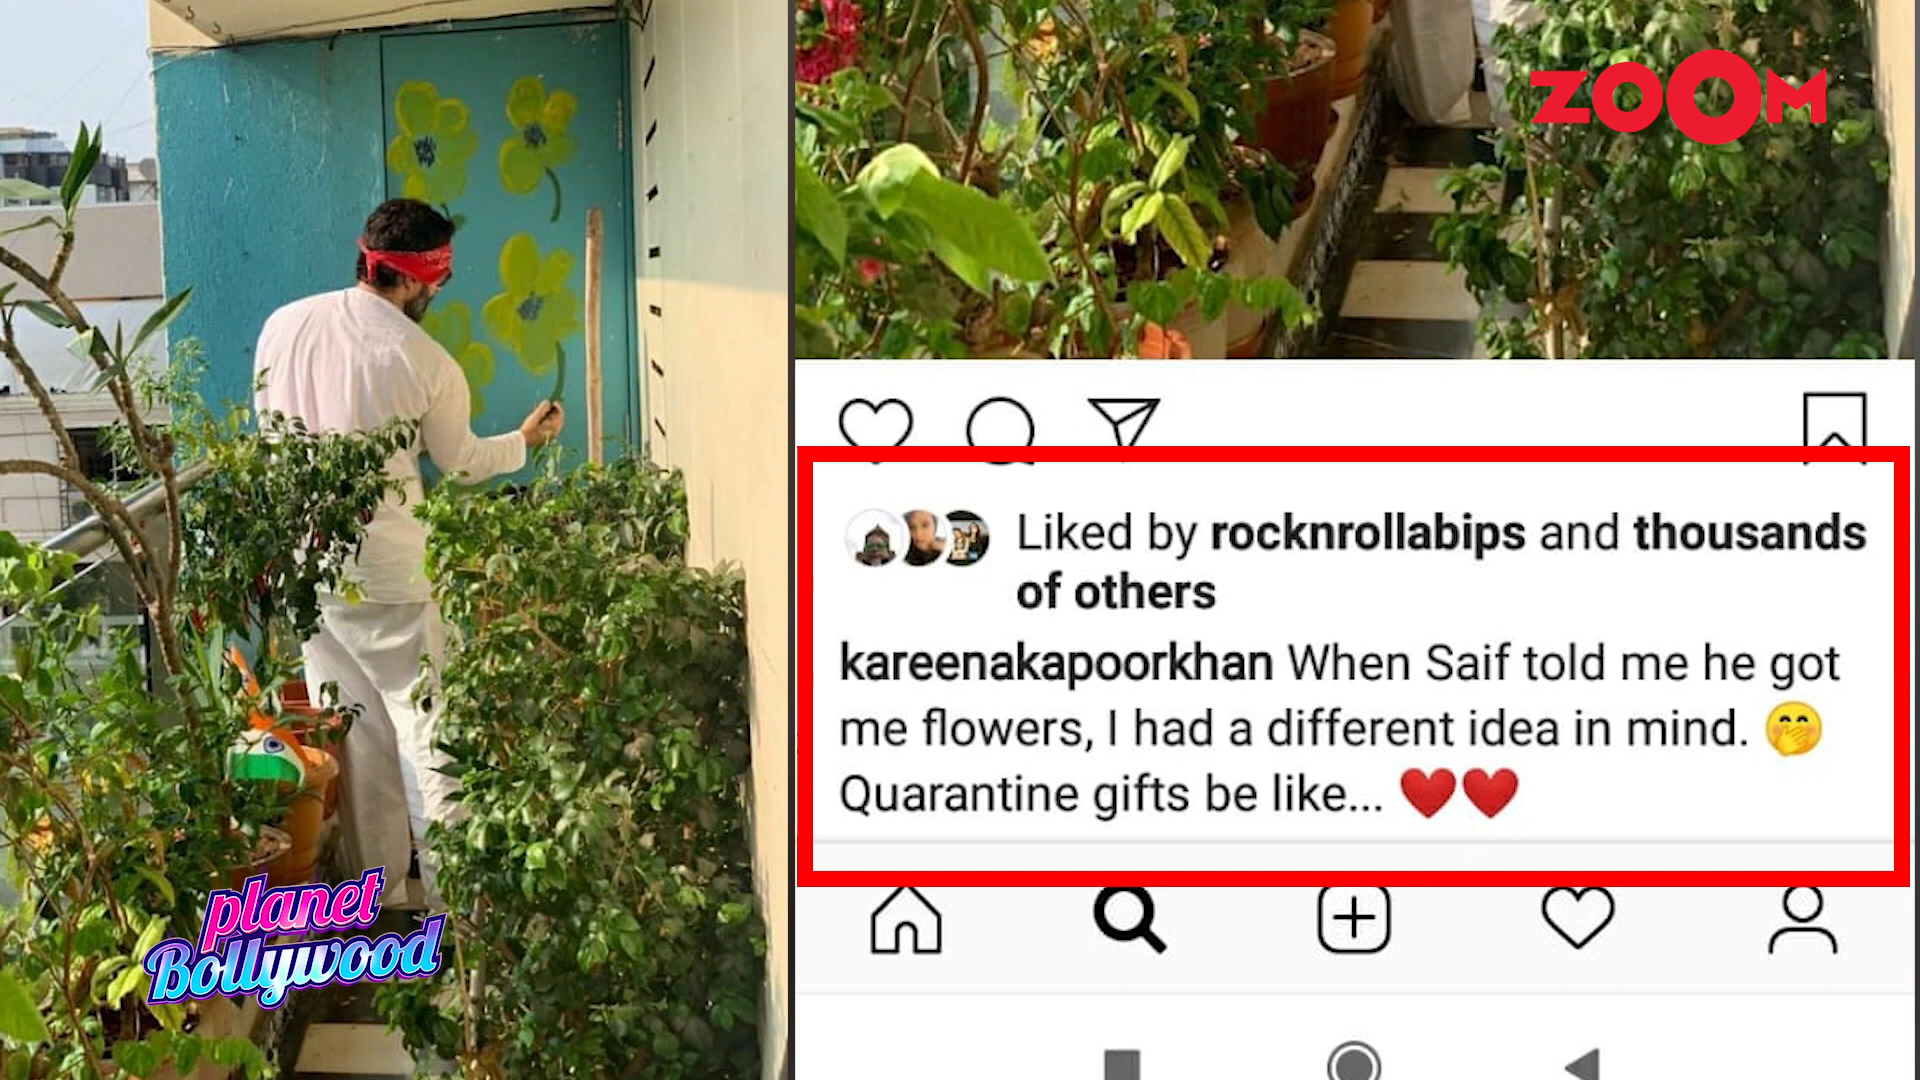 ZOOM
Liked by rocknrollabips and thousands
of others
kareenakapoorkhan When Saif told me he got
me flowers, I had a different idea in mind. 🤭
Quarantine gifts be like... ❤️❤️
planet
Bollywood